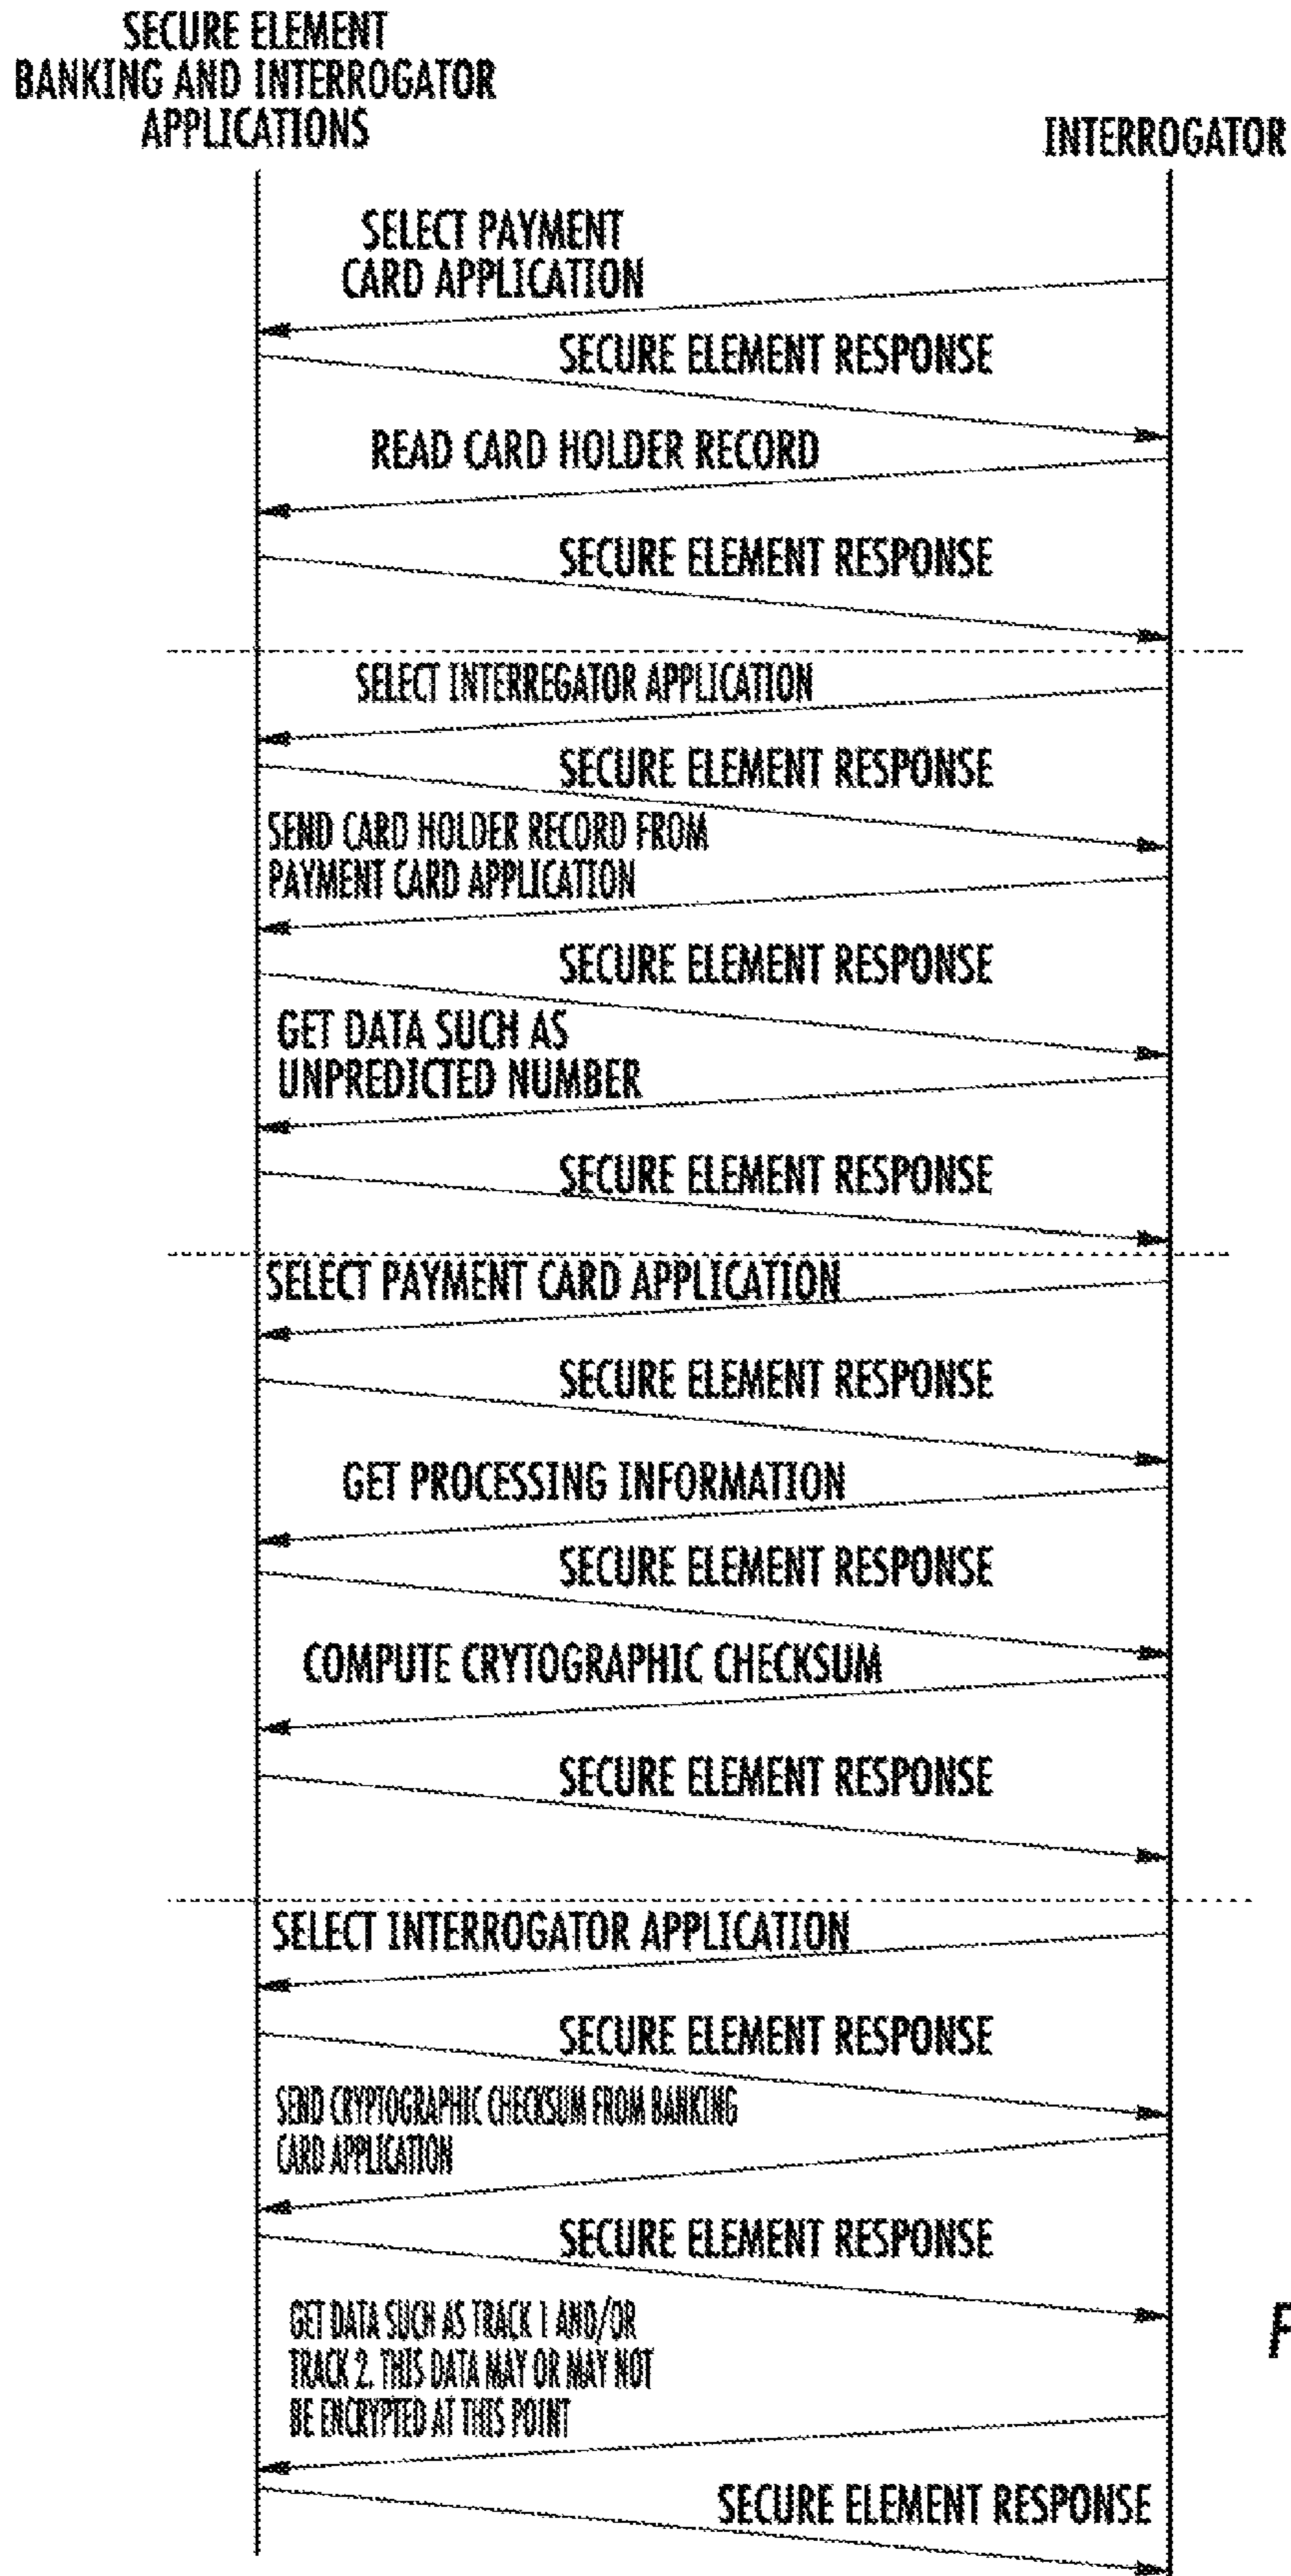 SECURE ELEMENT
BANKING AND INTERROGATOR
APPLICATIONS
INTERROGATOR
SELECT PAYMENT
CARD APPLICATION
SECURE ELEMENT RESPONSE
READ CARD HOLDER RECORD
SECURE ELEMENT RESPONSE
SELECT INTERREGATOR APPLICATION
SECURE ELEMENT RESPONSE
SEND CARD HOLDER RECORD FROM
PAYMENT CARD APPLICATION
SECURE ELEMENT RESPONSE
GET DATA SUCH AS
UNPREDICTED NUMBER
SECURE ELEMENT RESPONSE
SELECT PAYMENT CARD APPLICATION
SECURE ELEMENT RESPONSE
GET PROCESSING INFORMATION
SECURE ELEMENT RESPONSE
COMPUTE CRYTOGRAPHIC CHECKSUM
SECURE ELEMENT RESPONSE
SELECT INTERROGATOR APPLICATION
SECURE ELEMENT RESPONSE
SEND CRYPTOGRAPHIC CHECKSUM FROM BANKING
CARD APPLICATION
SECURE ELEMENT RESPONSE
GET DATA SUCH AS TRACK 1 AND/OR
TRACK 2. THIS DATA MAY OR MAY NOT
BE ENCRYPTED AT THIS POINT
SECURE ELEMENT RESPONSE